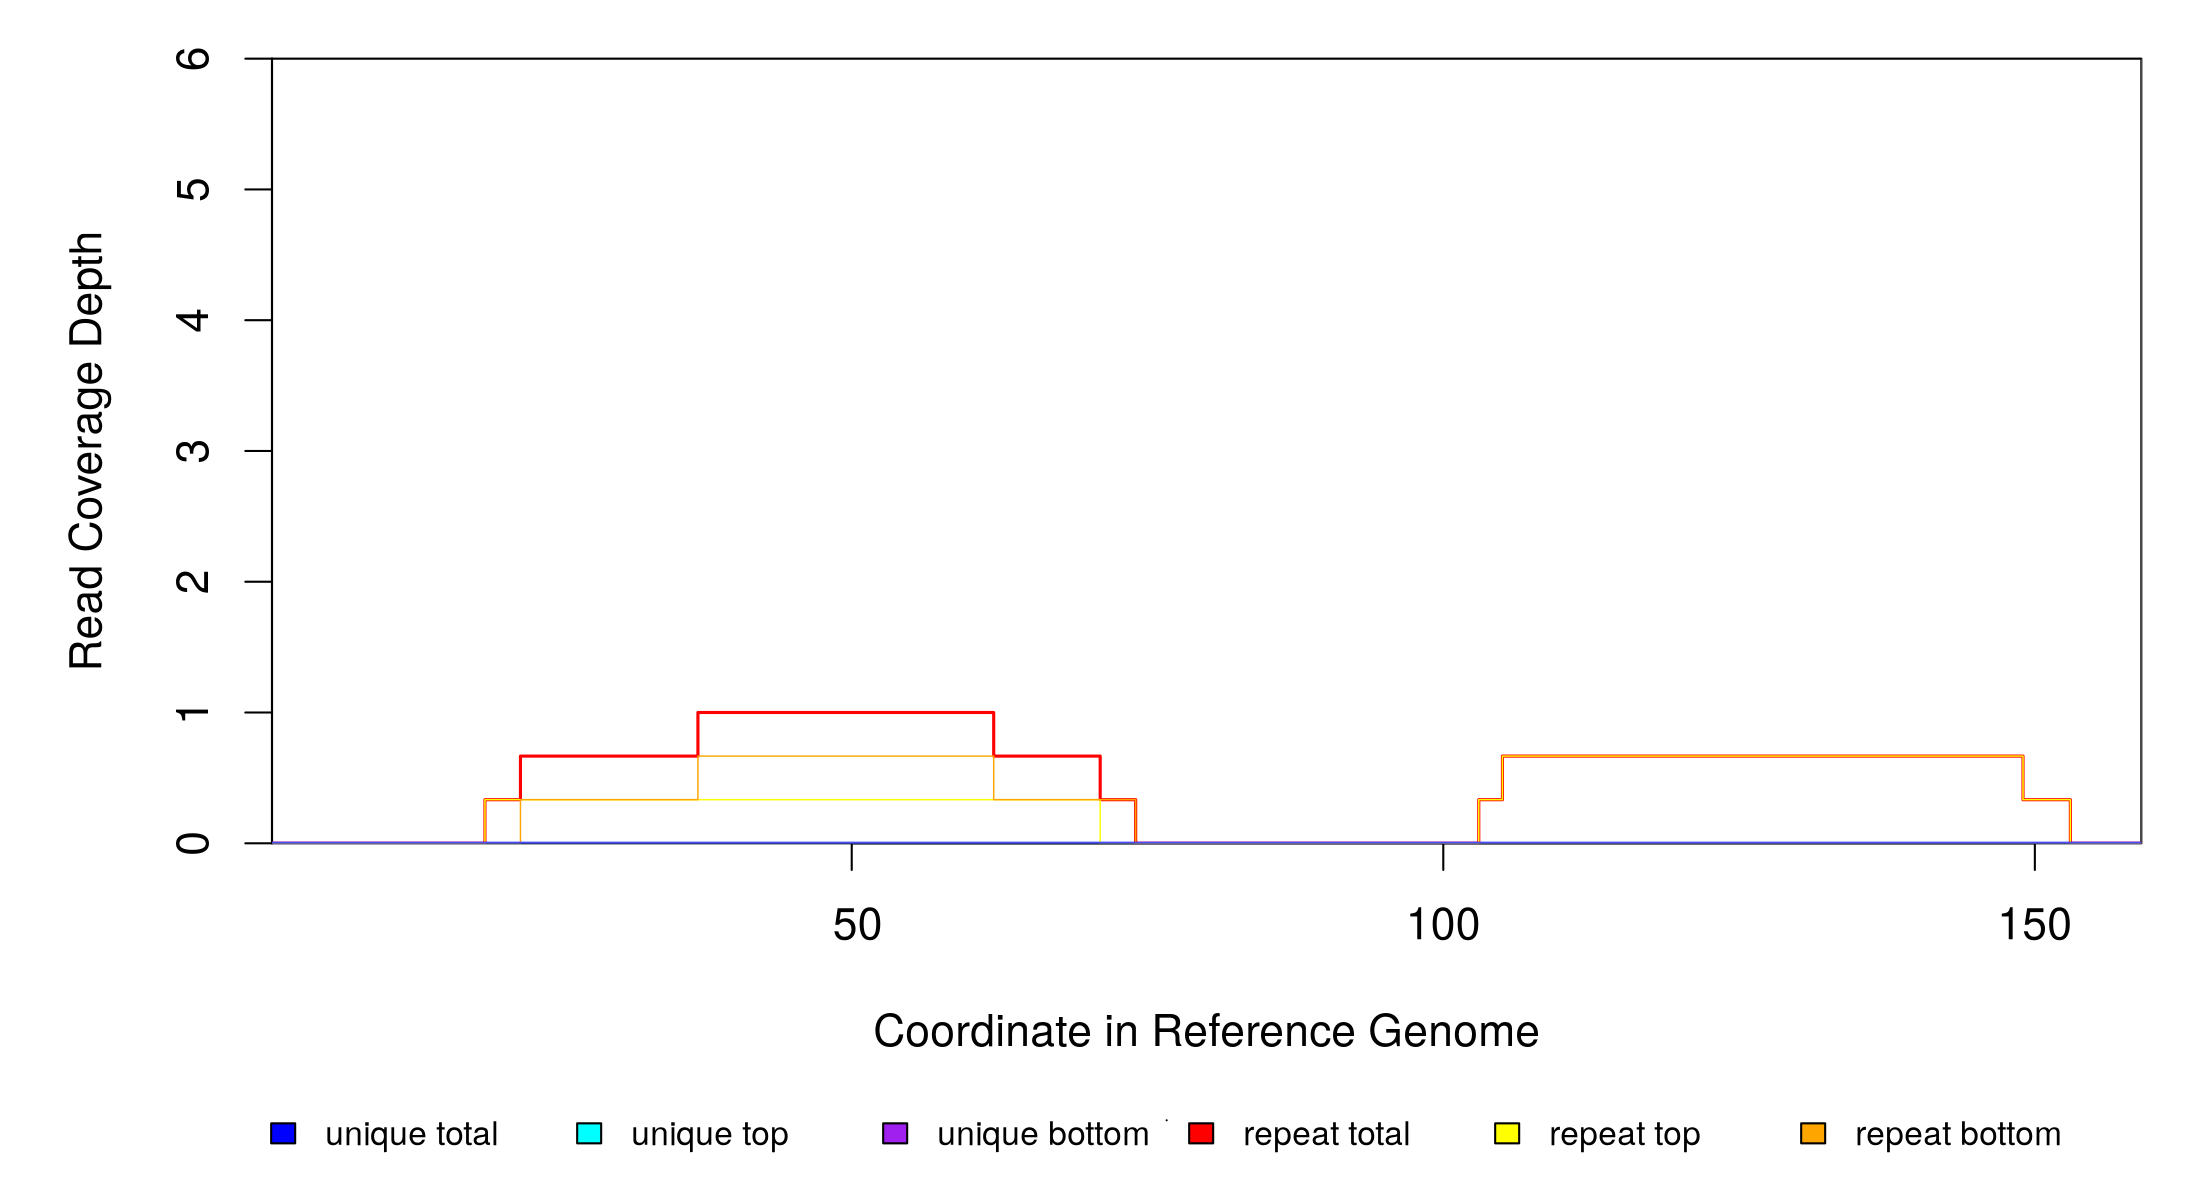 6
5
4
3
2
1
0
Read Coverage Depth
50 100 150
Coordinate in Reference Genome
unique total unique top unique bottom repeat total repeat top repeat bottom